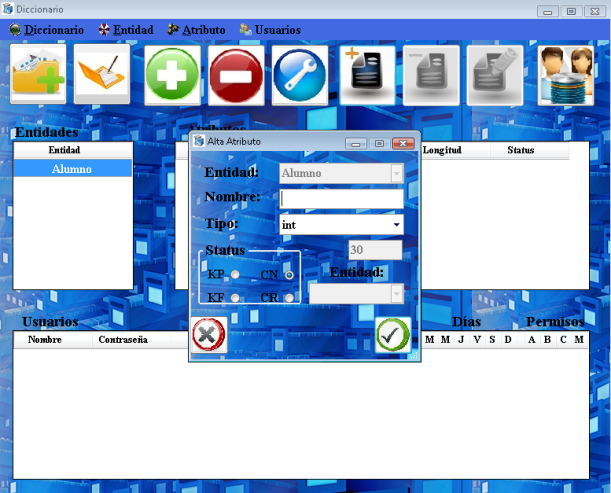 Diccionario
Diccionario Entidad Atributo Usuarios
Entidades
Atributos
Entidad
Alumno
Longitud Status
Alta Atributo
Entidad: Alumno
Nombre:
Tipo: int
Status
30
KP CN
Entidad:
KF CR
Usuarios
Días Permisos
Nombre Contraseña
M M J V S D A B C M